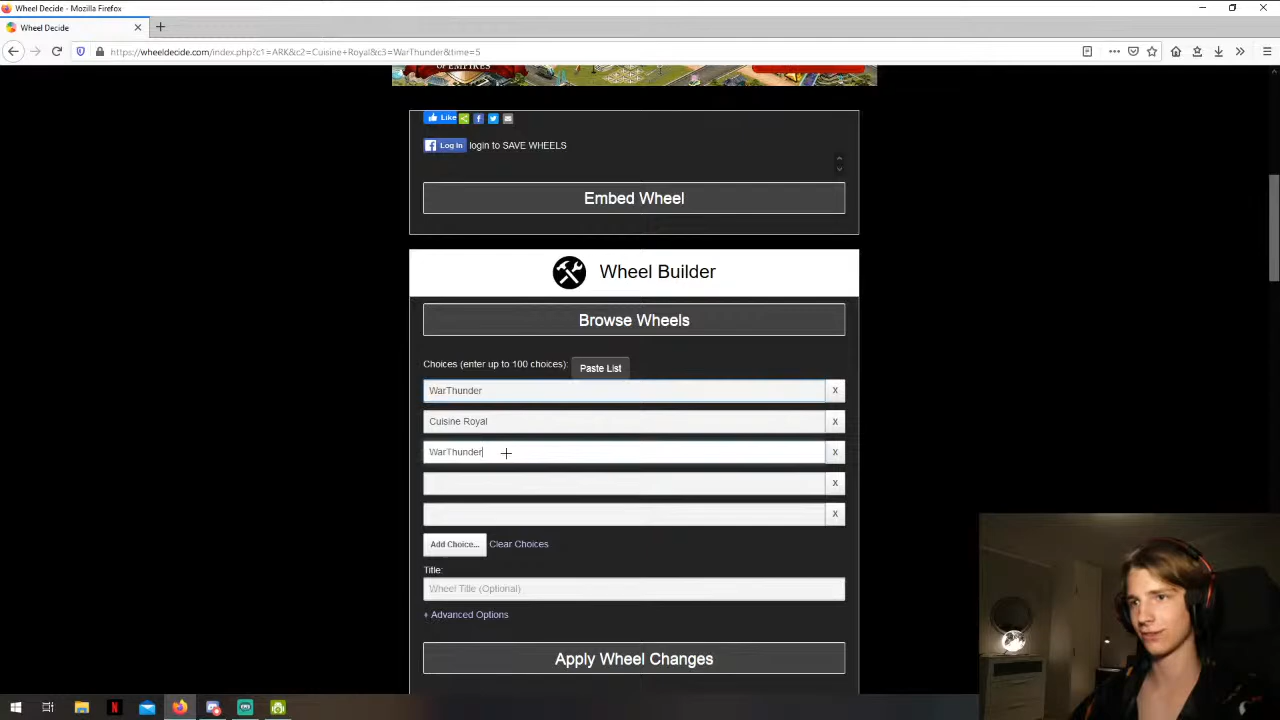 Wheel Decide - Mozilla Firefox
Wheel Decide
https://wheeldecide.com/index.php?c1=ARK&c2=Cuisine+Royal&c3=WarThunder&time=5
OF EMPIRES
Like
Log In login to SAVE WHEELS
Embed Wheel
Wheel Builder
Browse Wheels
Choices (enter up to 100 choices): Paste List
WarThunder X
Cuisine Royal X
WarThunder X
X
X
Add Choice... Clear Choices
Title:
Wheel Title (Optional)
+ Advanced Options
Apply Wheel Changes